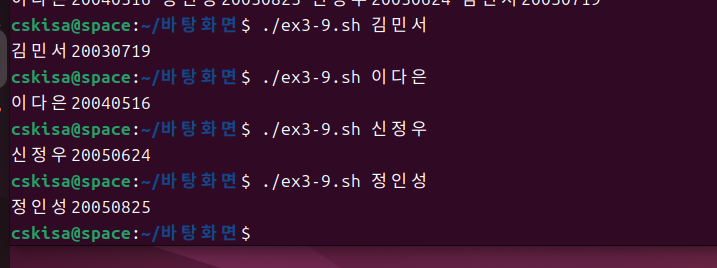 cskisa@space:~/바탕화면$ ./ex3-9.sh 김민서
김민서20030719
cskisa@space:~/바탕화면$ ./ex3-9.sh 이다은
이다은20040516
cskisa@space:~/바탕화면$ ./ex3-9.sh 신정우
신정우20050624
cskisa@space:~/바탕화면$ ./ex3-9.sh 정인성
정인성20050825
cskisa@space:~/바탕화면$